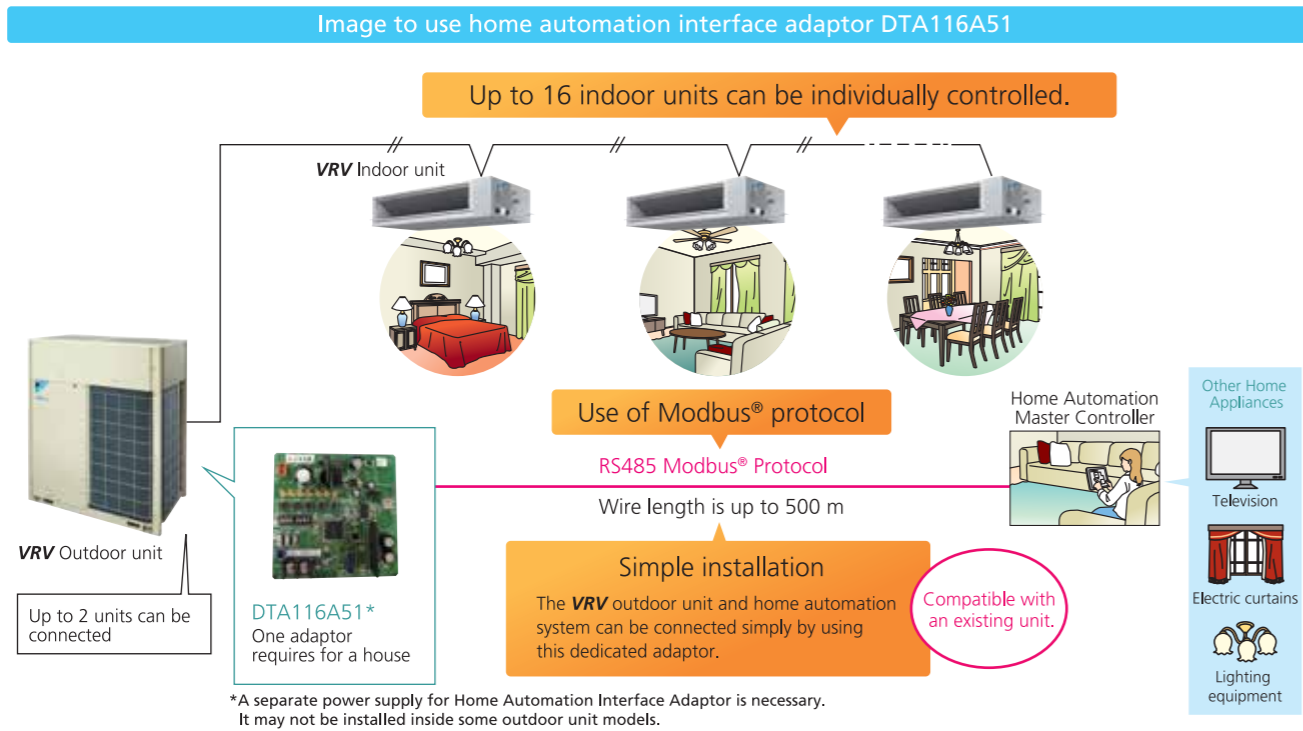 Image to use home automation interface adaptor DTA116A51
Up to 16 indoor units can be individually controlled.
VRV Indoor unit
Use of Modbus® protocol
RS485 Modbus® Protocol
Wire length is up to 500 m
Home Automation
Master Controller
Other Home
Appliances
Television
Electric curtains
Lighting
equipment
VRV Outdoor unit
Up to 2 units can be
connected
DTA116A51*
One adaptor
requires for a house
Simple installation
The VRV outdoor unit and home automation
system can be connected simply by using
this dedicated adaptor.
Compatible with
an existing unit.
*A separate power supply for Home Automation Interface Adaptor is necessary.
It may not be installed inside some outdoor unit models.